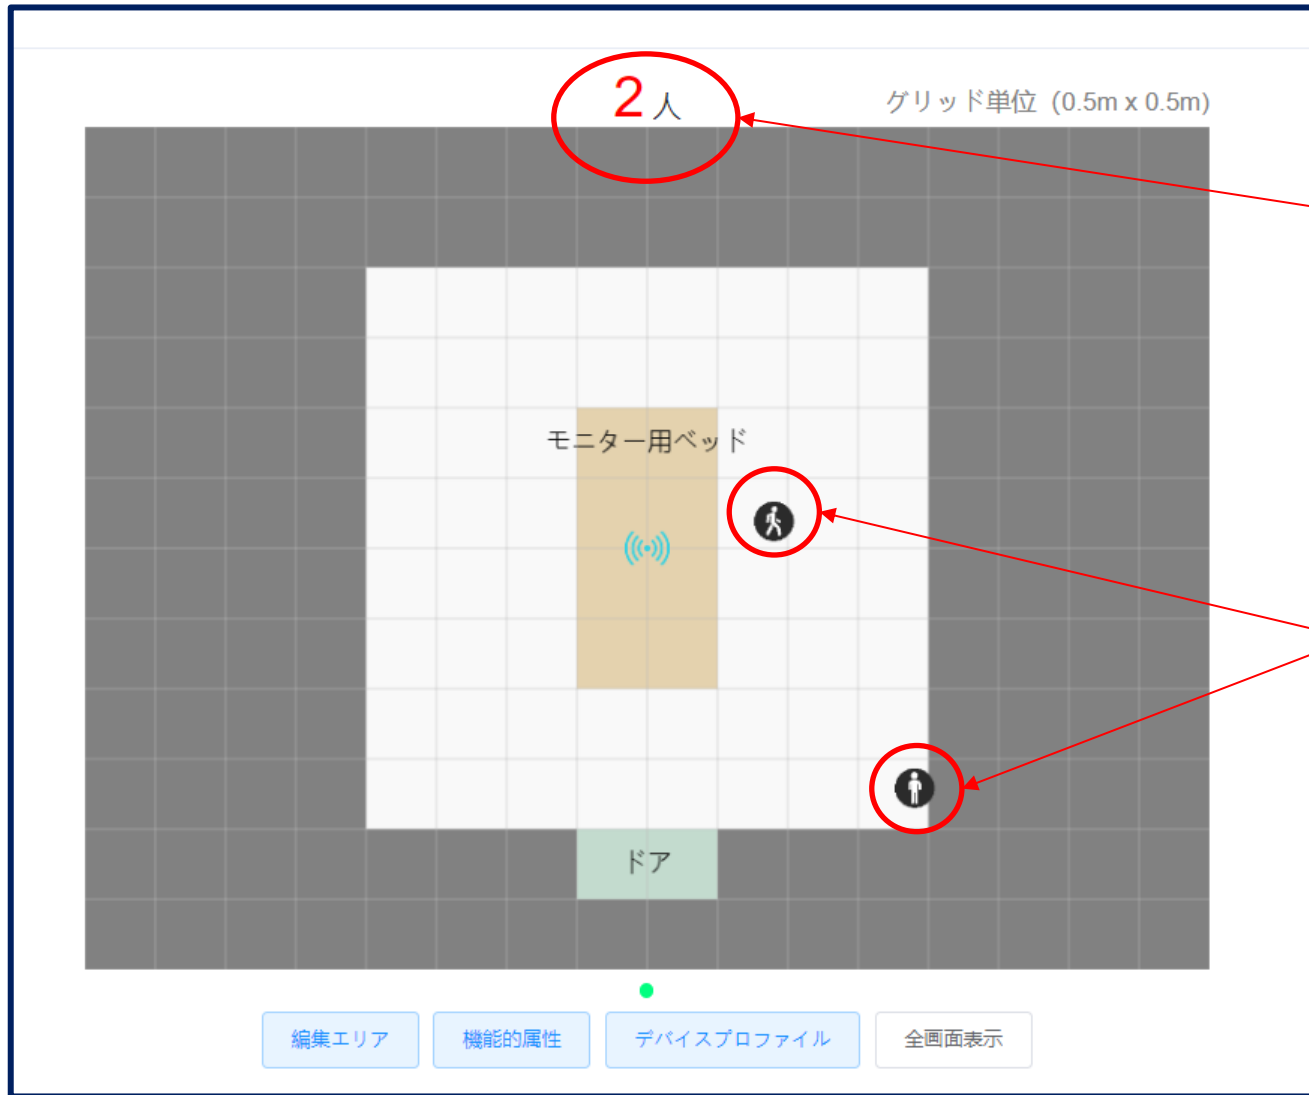 2人
グリッド単位 (0.5m x 0.5m)
モニター用ベッド
ドア
編集エリア
機能的属性
デバイスプロファイル
全画面表示